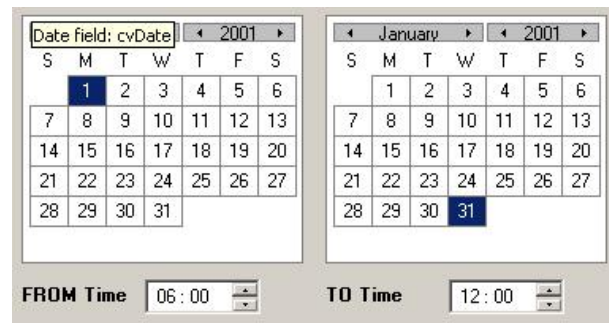 Date field: cvDate 2001
S M T W T F S
1 2 3 4 5 6
7 8 9 10 11 12 13
14 15 16 17 18 19 20
21 22 23 24 25 26 27
28 29 30 31
FROM Time 06:00
January 2001
S M T W T F S
1 2 3 4 5 6
7 8 9 10 11 12 13
14 15 16 17 18 19 20
21 22 23 24 25 26 27
28 29 30 31
TO Time 12:00